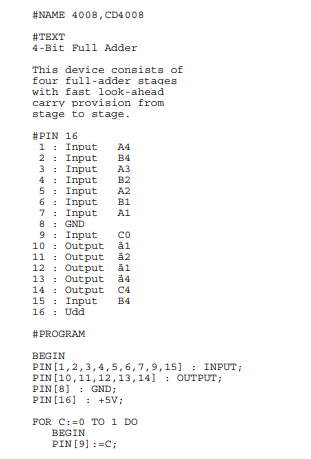 #NAME 4008,CD4008
#TEXT
4-Bit Full Adder
This device consists of
four full-adder stages
with fast look-ahead
carry provision from
stage to stage.
#PIN 16
1 : Input A4
2 : Input B4
3 : Input A3
4 : Input B2
5 : Input A2
6 : Input B1
7 : Input A1
8 : GND
9 : Input C0
10 : Output ä1
11 : Output ä2
12 : Output ä1
13 : Output ä4
14 : Output C4
15 : Input B4
16 : Udd
#PROGRAM
BEGIN
PIN[1,2,3,4,5,6,7,9,15] : INPUT;
PIN[10,11,12,13,14] : OUTPUT;
PIN[8] : GND;
PIN[16] : +5V;
FOR C:=0 TO 1 DO
BEGIN
PIN[9]:=C;